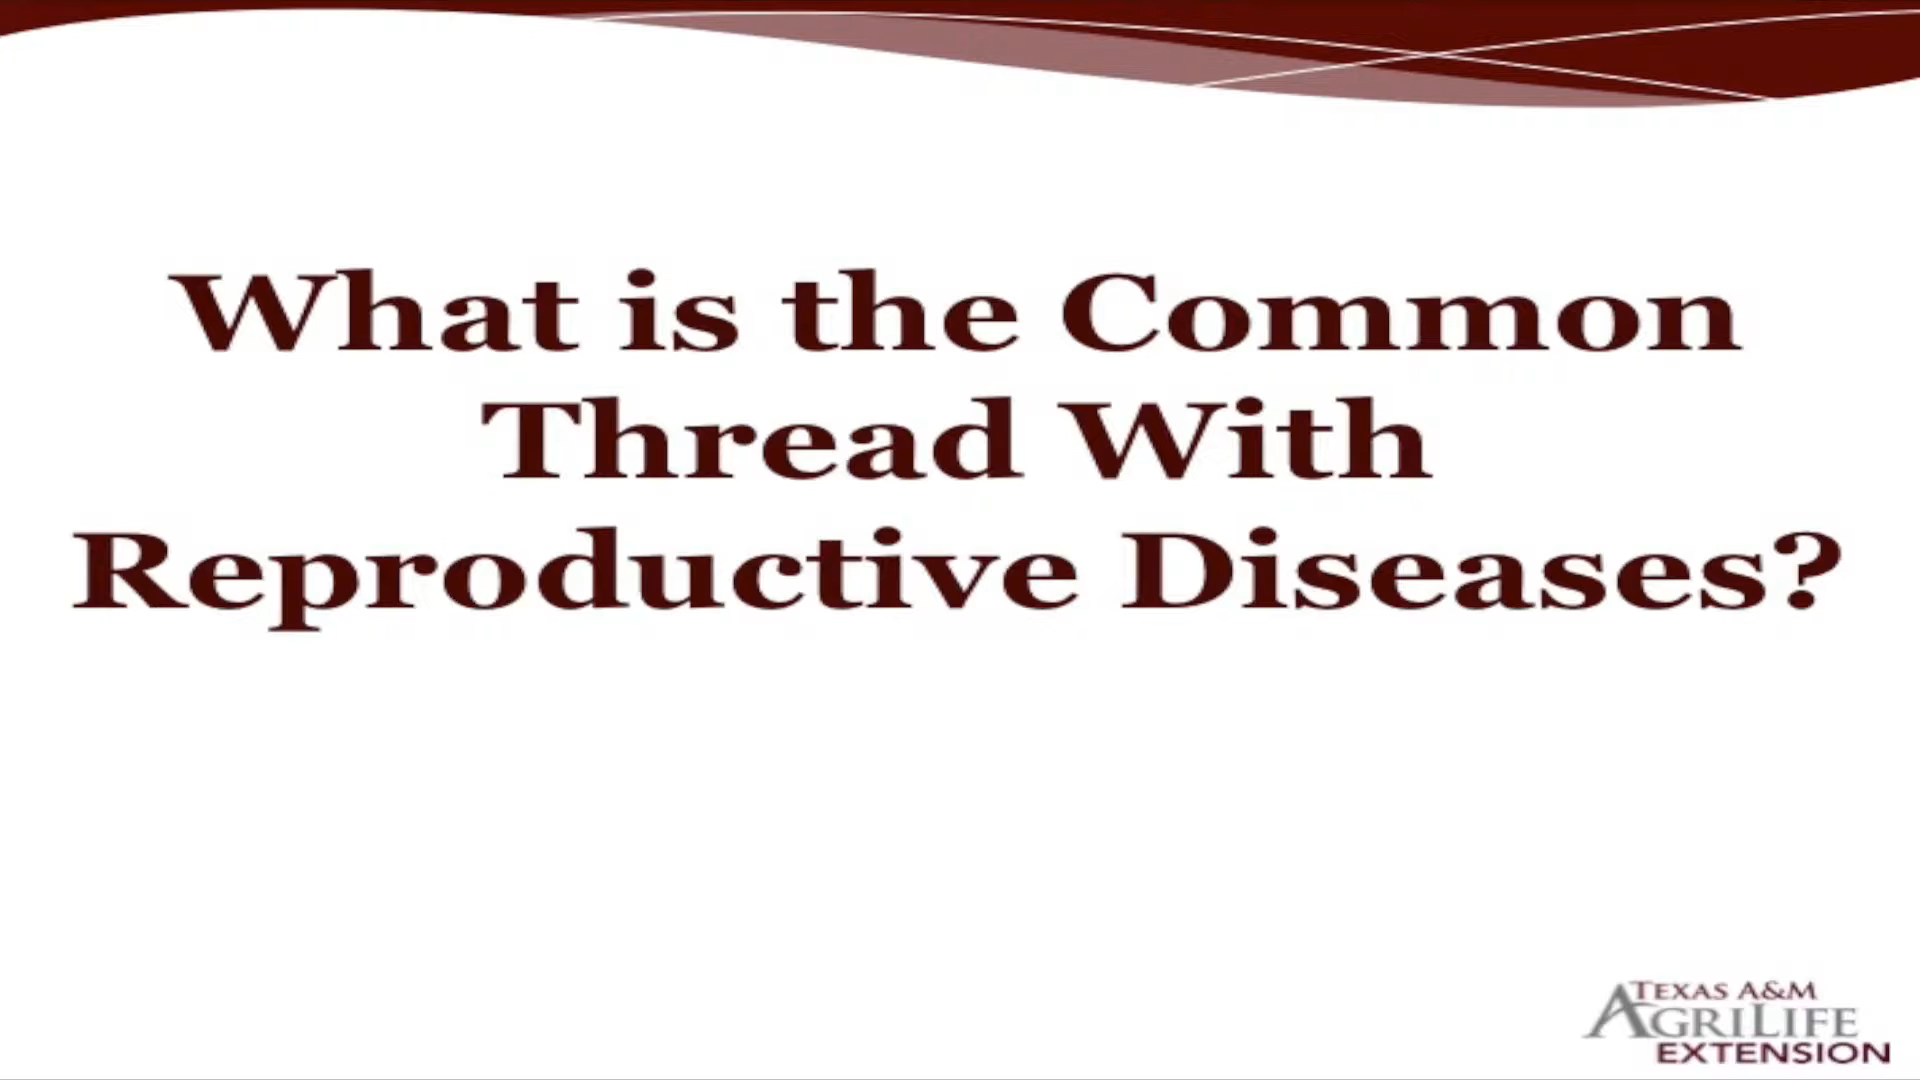 What is the Common
Thread With
Reproductive Diseases?
TEXAS A&M
AGRILIFE
EXTENSION